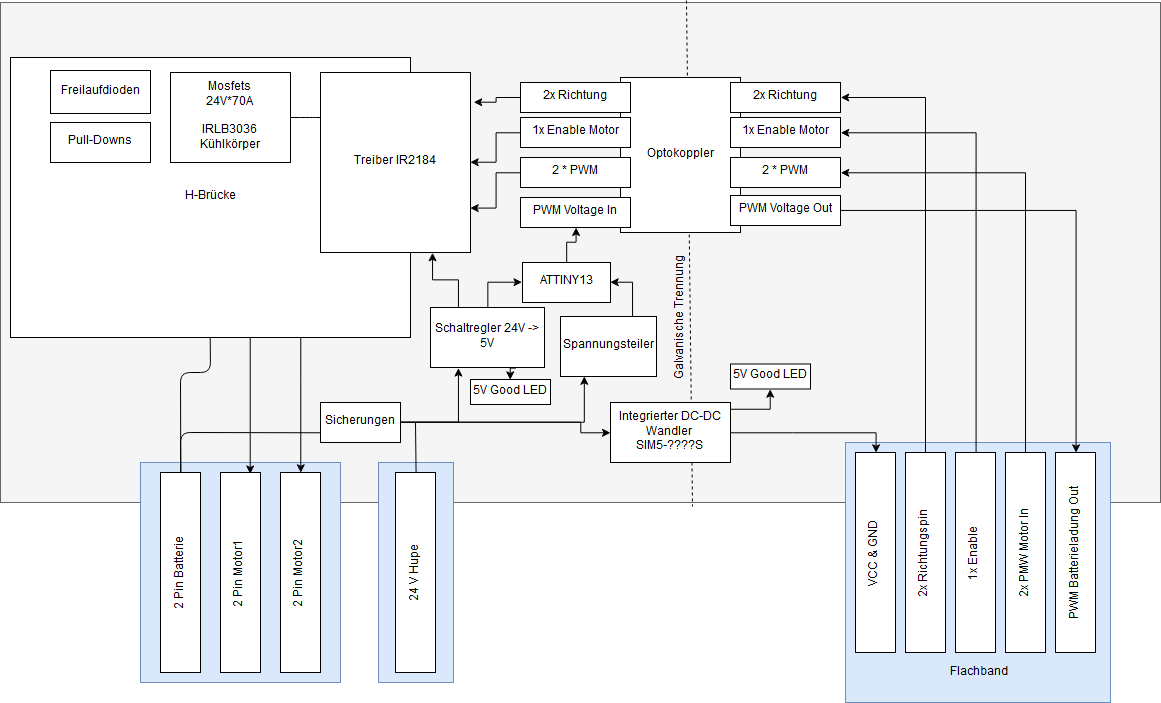 Freilaufdioden
Pull-Downs
Mosfets
24V*70A
IRLB3036
Kühlkörper
H-Brücke
Treiber IR2184
2x Richtung
1x Enable Motor
2 * PWM
PWM Voltage In
Optokoppler
2x Richtung
1x Enable Motor
2 * PWM
PWM Voltage Out
ATTINY13
Schaltregler 24V ->
5V
Spannungsteiler
Galvanische Trennung
5V Good LED
5V Good LED
Sicherungen
Integrierter DC-DC
Wandler
SIM5-????S
2 Pin Batterie
2 Pin Motor1
2 Pin Motor2
24 V Hupe
VCC & GND
2x Richtungspin
1x Enable
2x PMW Motor In
PWM Batterieladung Out
Flachband